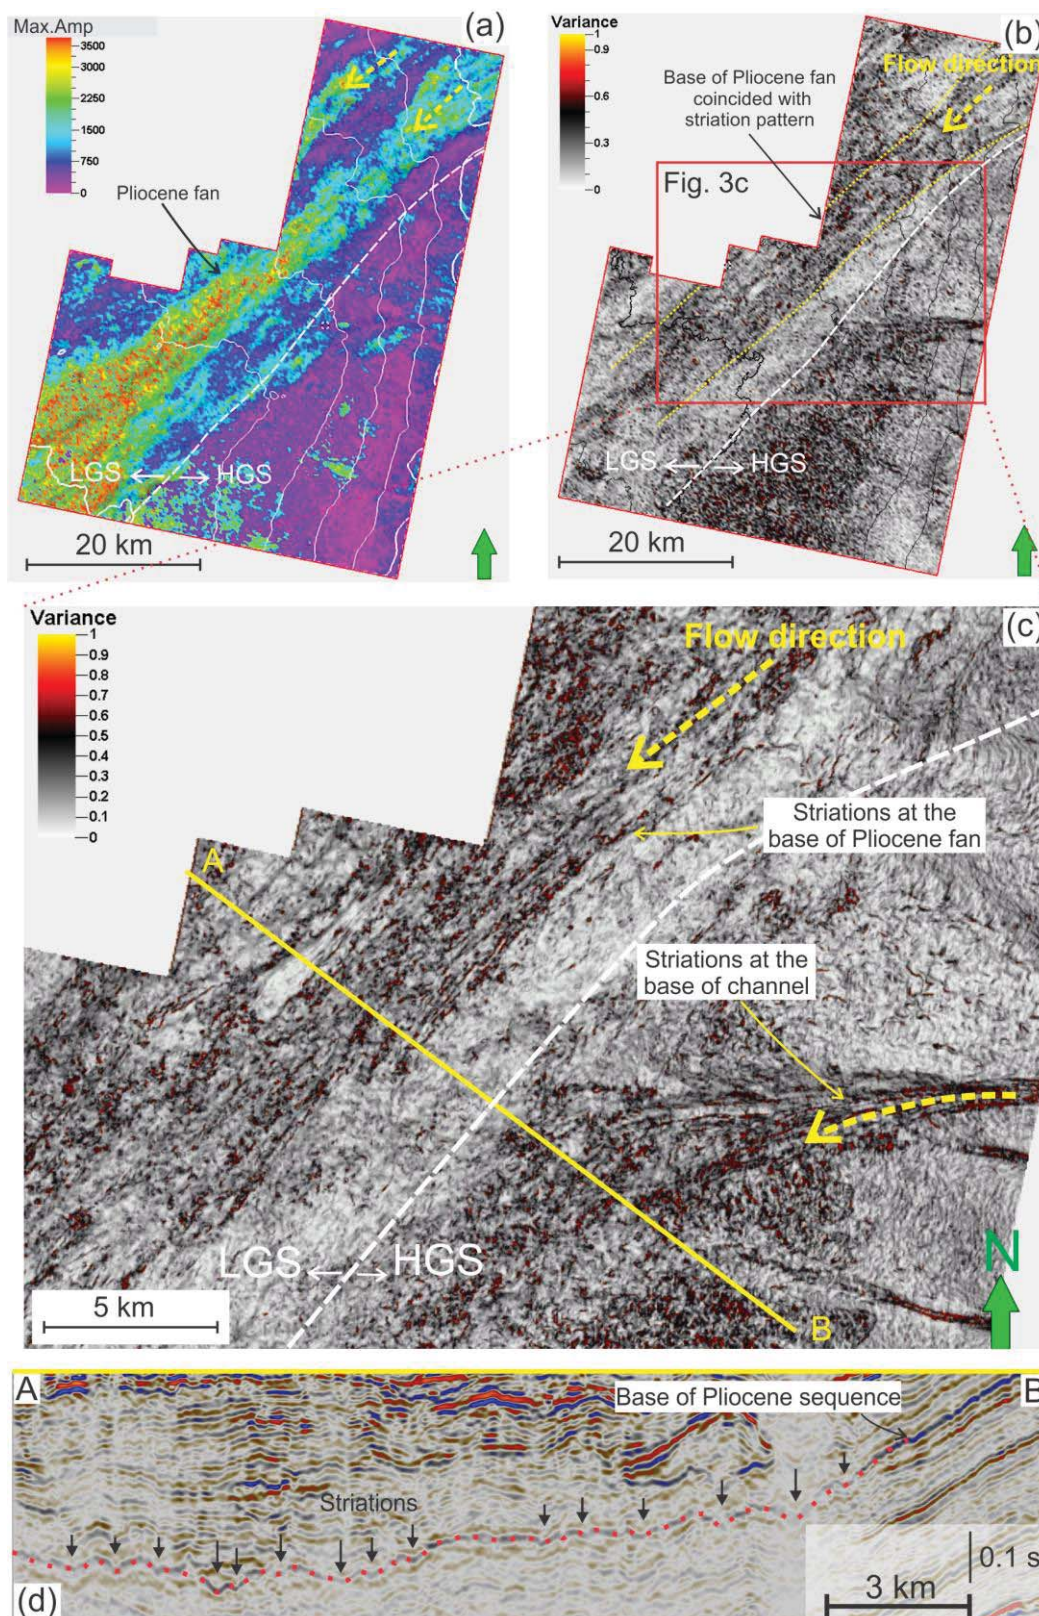 Max.Amp
(a)
3500
3000
2250
1500
750
0
Pliocene fan
LGS
HGS
20 km
Variance
(b)
1
0.9
0.6
0.3
0
Flow direction
Base of Pliocene fan
coincided with
striation pattern
Fig. 3c
LGS
HGS
20 km
Variance
(c)
1
0.9
0.8
0.7
0.6
0.5
0.4
0.3
0.2
0.1
0
Flow direction
Striations at the
base of Pliocene fan
A
Striations at the
base of channel
LGS
HGS
N
5 km
B
A
Base of Pliocene sequence
B
Striations
0.1 s
3 km
(d)